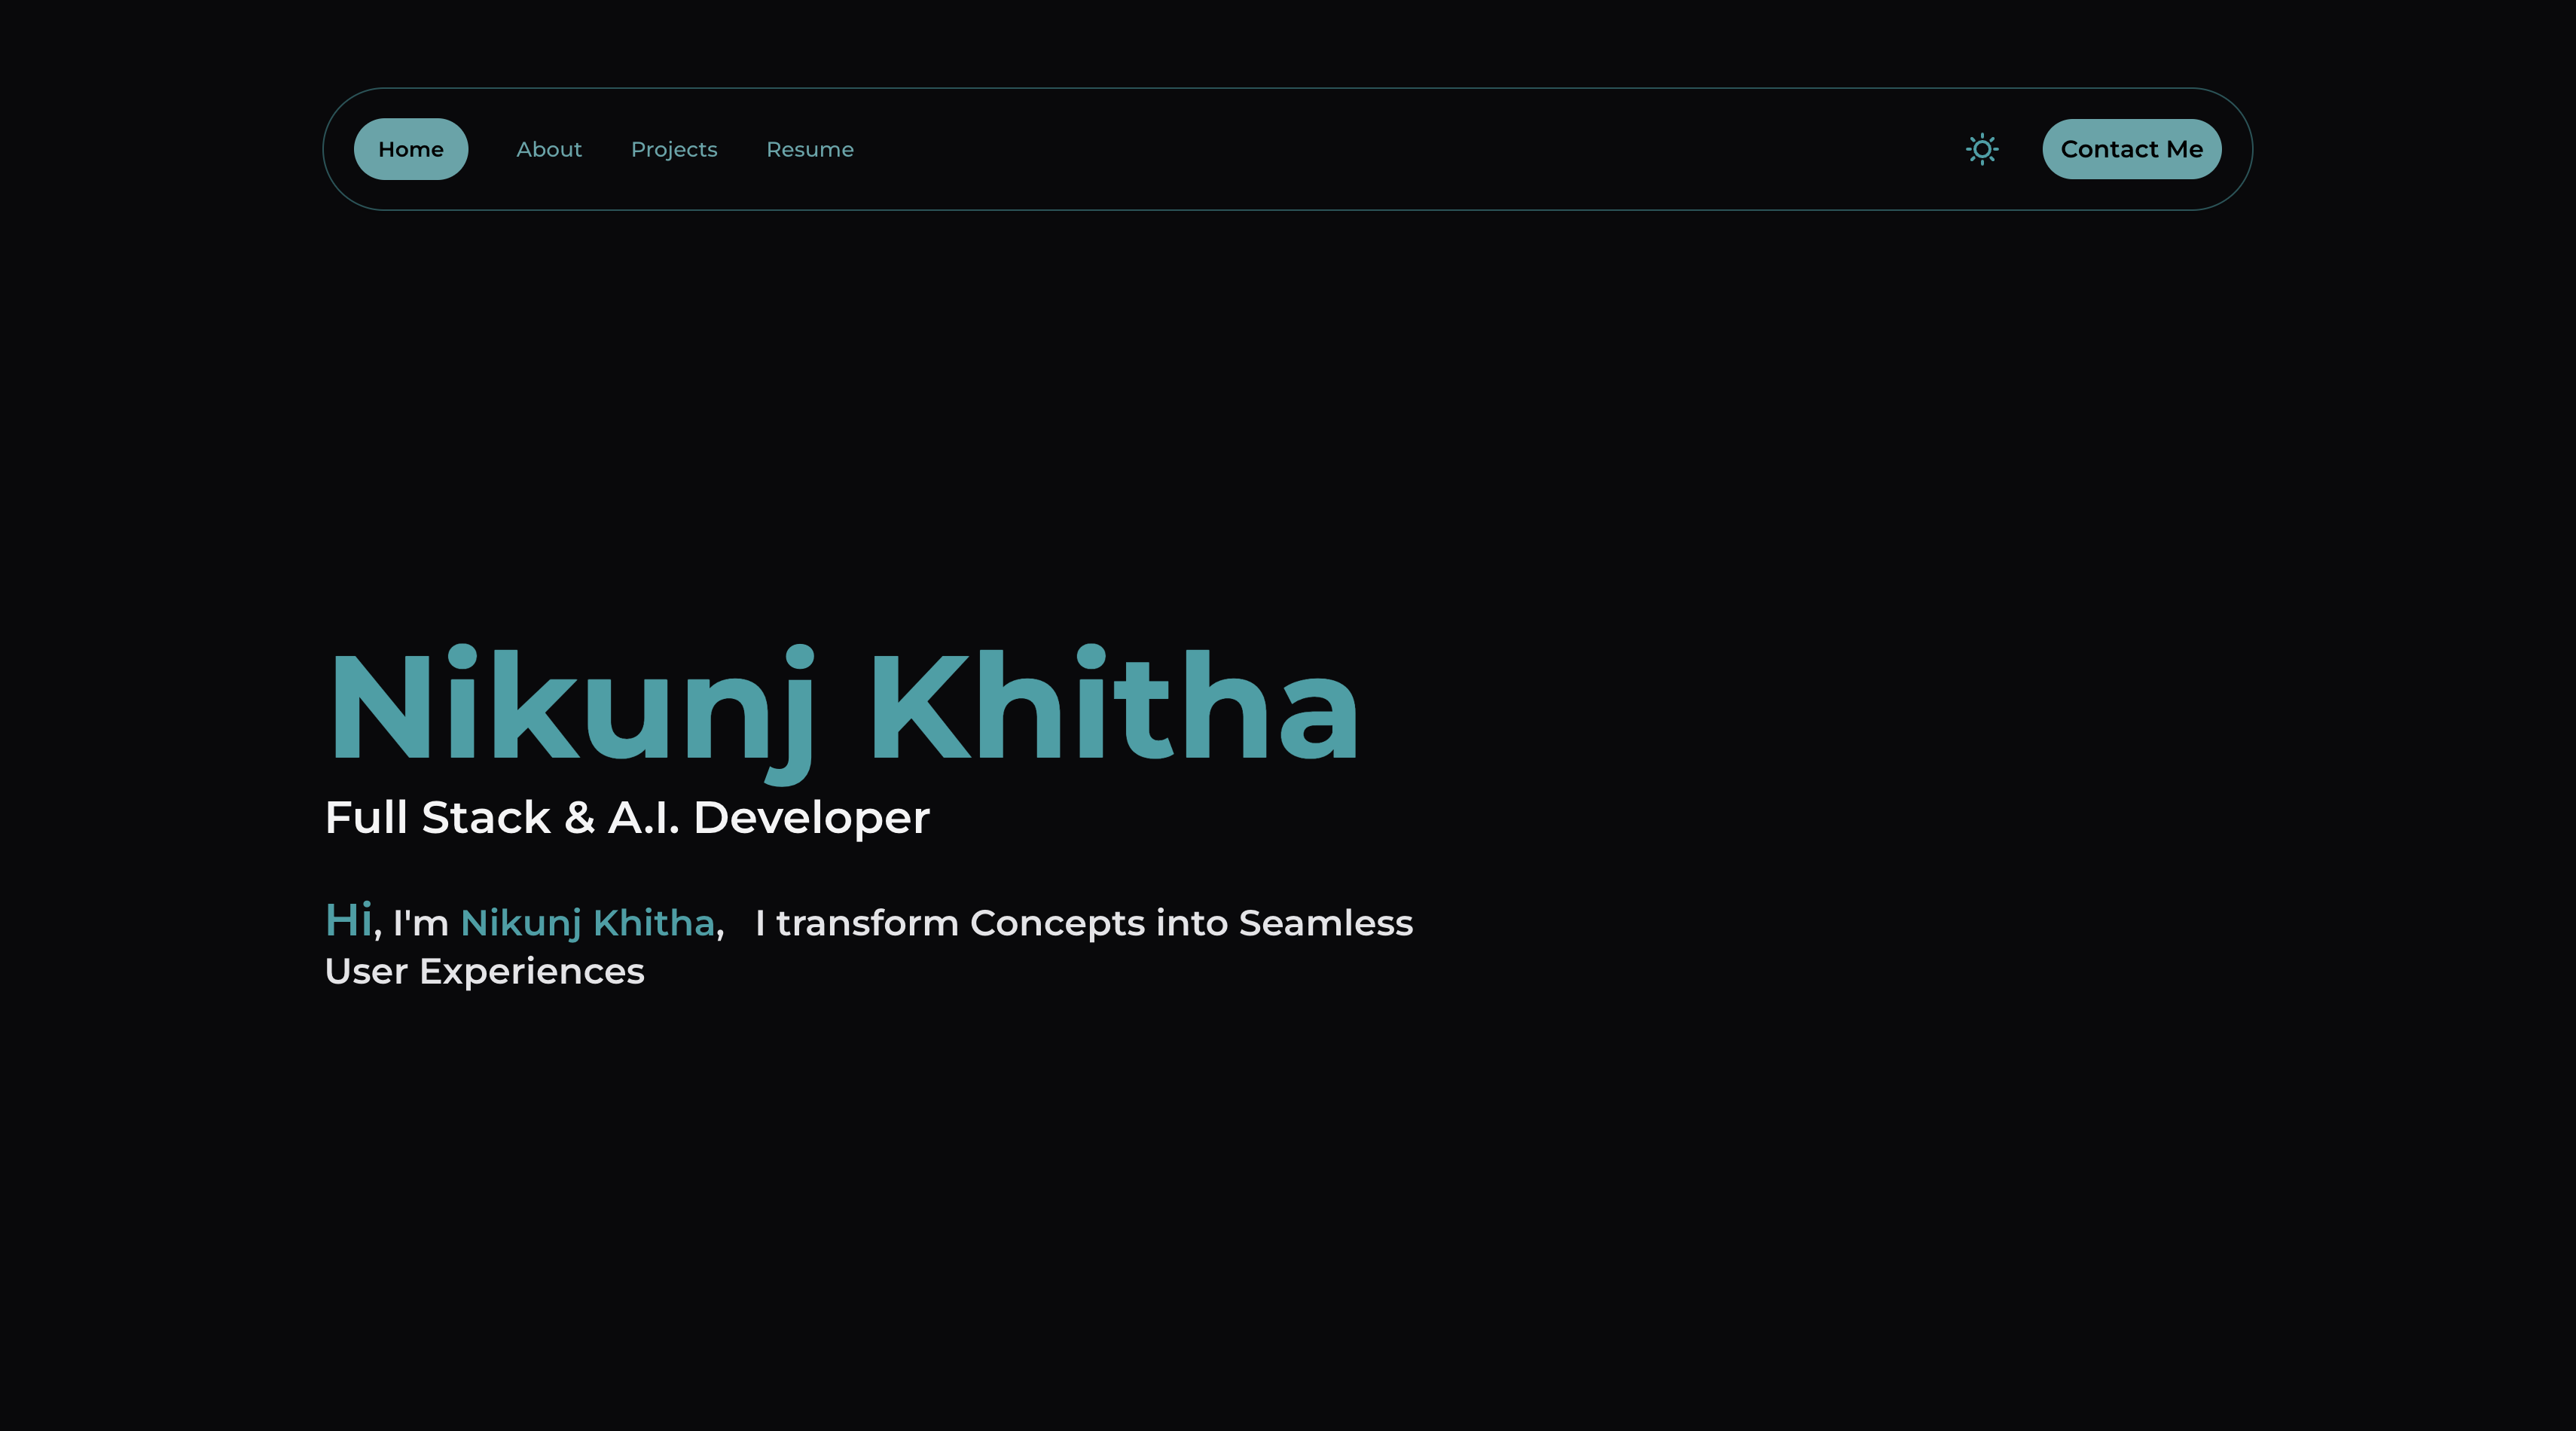 Home About Projects Resume Contact Me
Nikunj Khitha
Full Stack & A.I. Developer
Hi, I'm Nikunj Khitha, I transform Concepts into Seamless
User Experiences